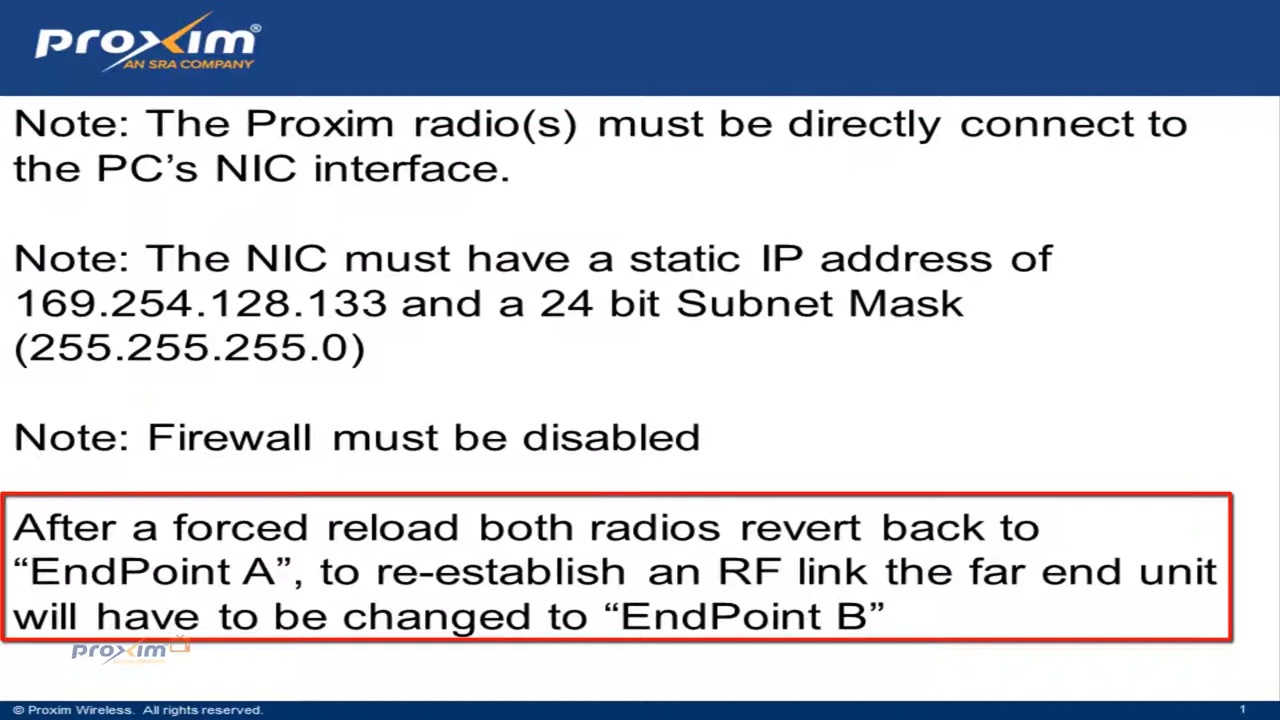 proxim®
AN SRA COMPANY
Note: The Proxim radio(s) must be directly connect to
the PC’s NIC interface.
Note: The NIC must have a static IP address of
169.254.128.133 and a 24 bit Subnet Mask
(255.255.255.0)
Note: Firewall must be disabled
After a forced reload both radios revert back to
“EndPoint A”, to re-establish an RF link the far end unit
will have to be changed to “EndPoint B”
proxim
© Proxim Wireless. All rights reserved.
1